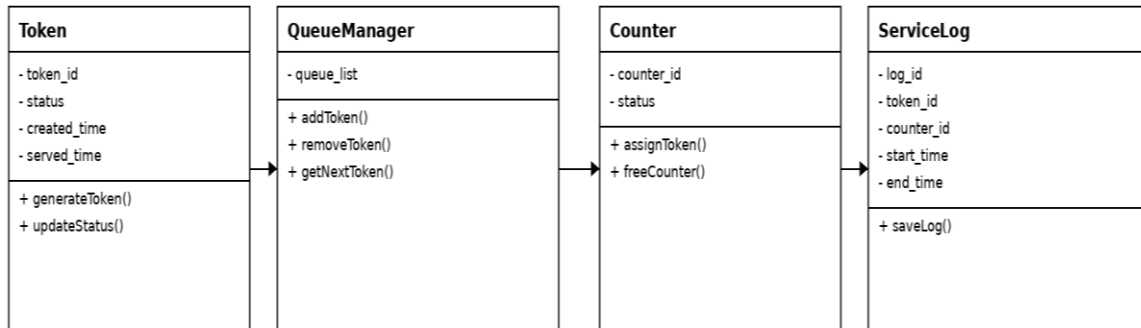 Token
- token_id
- status
- created_time
- served_time
+ generateToken()
+ updateStatus()
QueueManager
- queue_list
+ addToken()
+ removeToken()
+ getNextToken()
Counter
- counter_id
- status
+ assignToken()
+ freeCounter()
ServiceLog
- log_id
- token_id
- counter_id
- start_time
- end_time
+ saveLog()